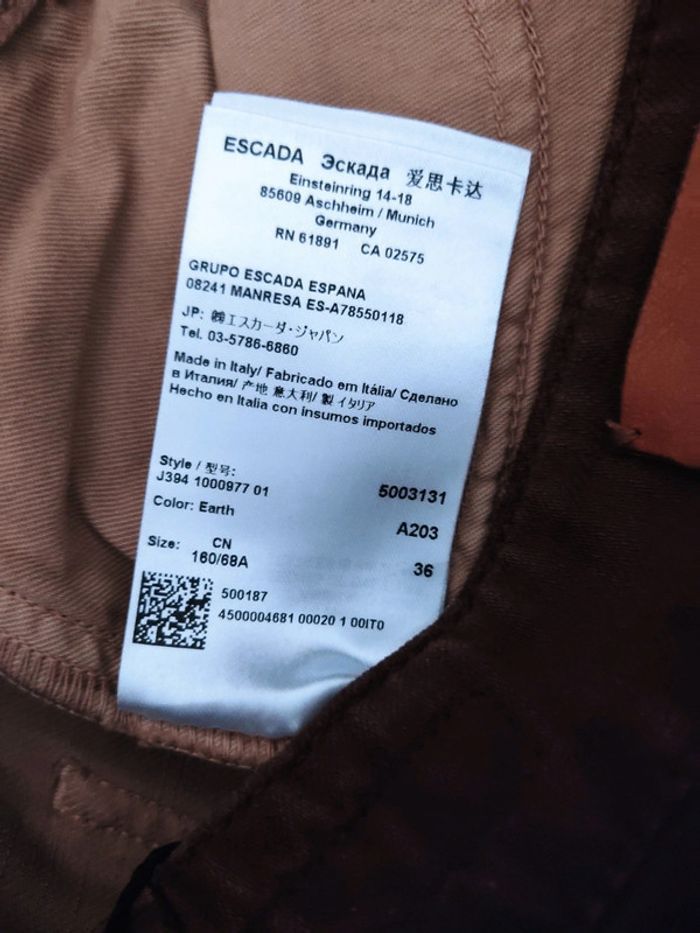 ESCADA Эскада 爱思卡达
Einsteinring 14-18
85609 Aschheim / Munich
Germany
RN 61891 CA 02575
GRUPO ESCADA ESPANA
08241 MANRESA ES-A78550118
JP: ㈱エスカーダ・ジャパン
Tel. 03-5786-6860
Made in Italy/ Fabricado em Itália/ Сделано
в Италия/ 产地 意大利/ 製 イタリア
Hecho en Italia con insumos importados
Style / 型号:
J394 1000977 01 5003131
Color: Earth A203
Size: CN
160/68A 36
500187
4500004681 00020 1 00IT0